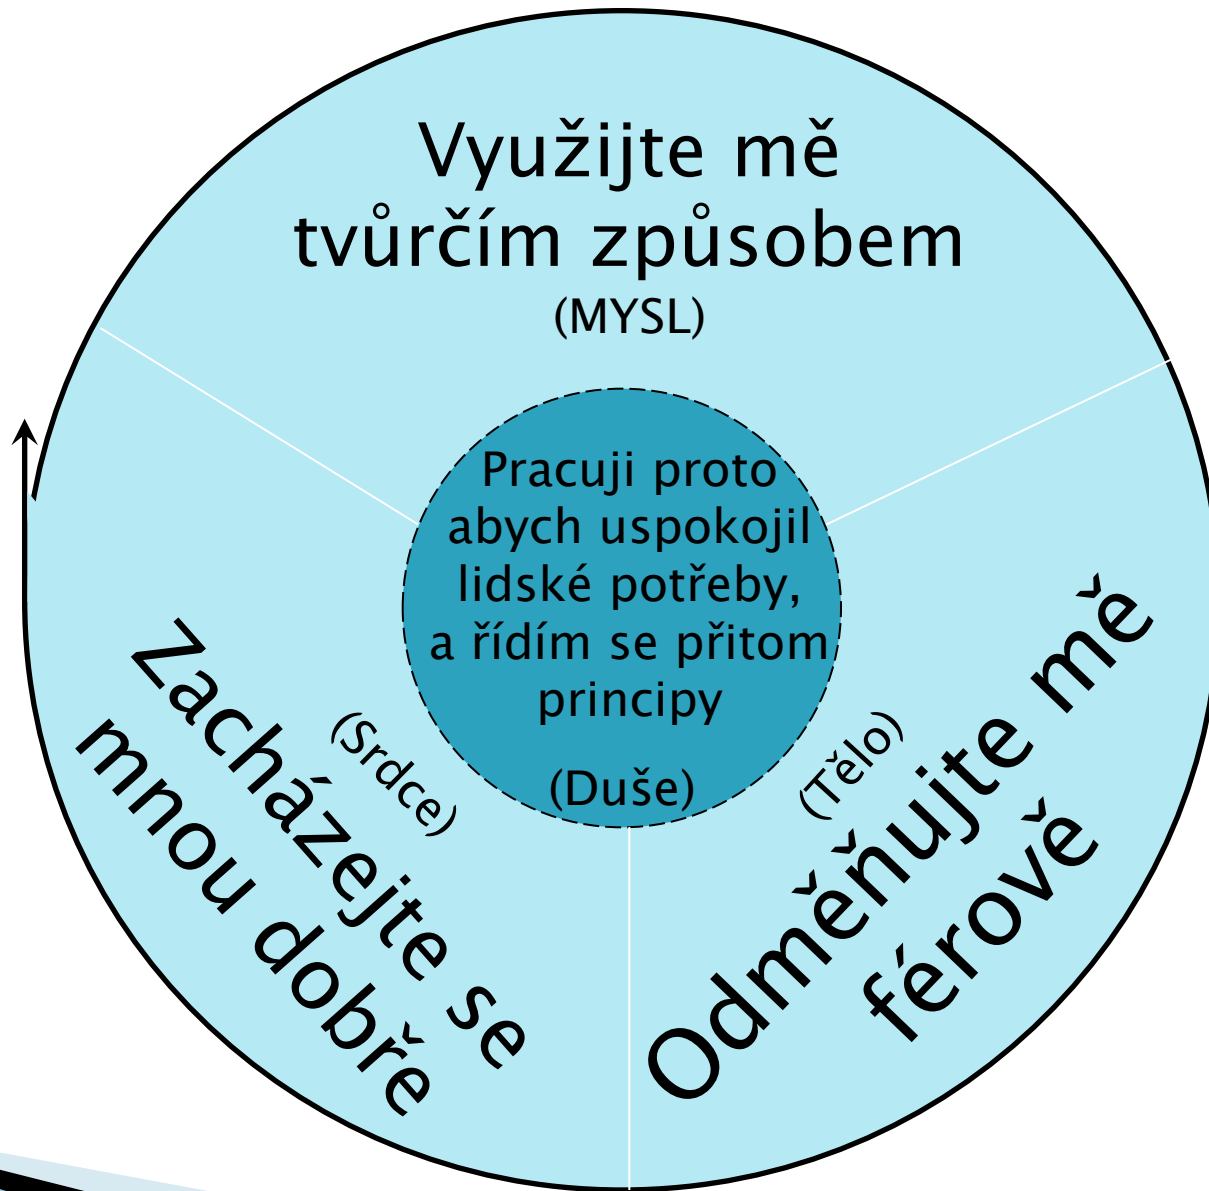 Využijte mě
tvůrčím způsobem
(MYSL)
Pracuji proto
abych uspokojil
lidské potřeby,
a řídím se přitom
principy
(Duše)
Zacházejte se
mnou dobře
(Srdce)
(Tělo)
Odměňujte mě
férově